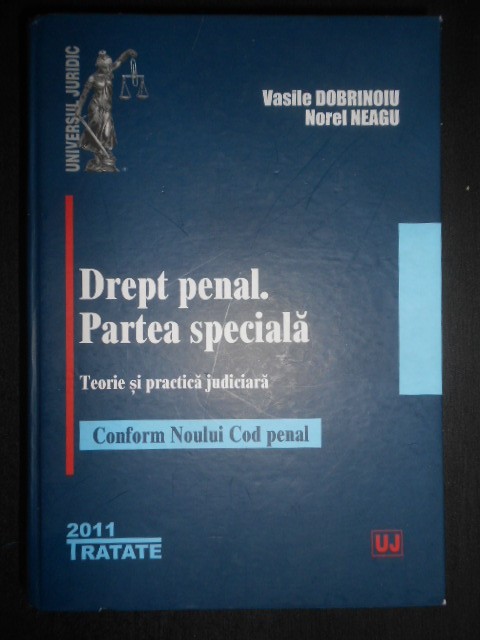 UNIVERSUL JURIDIC
Vasile DOBRINOIU
Norel NEAGU
Drept penal.
Partea specială
Teorie și practică judiciară
Conform Noului Cod penal
2011
TRATATE
UJ